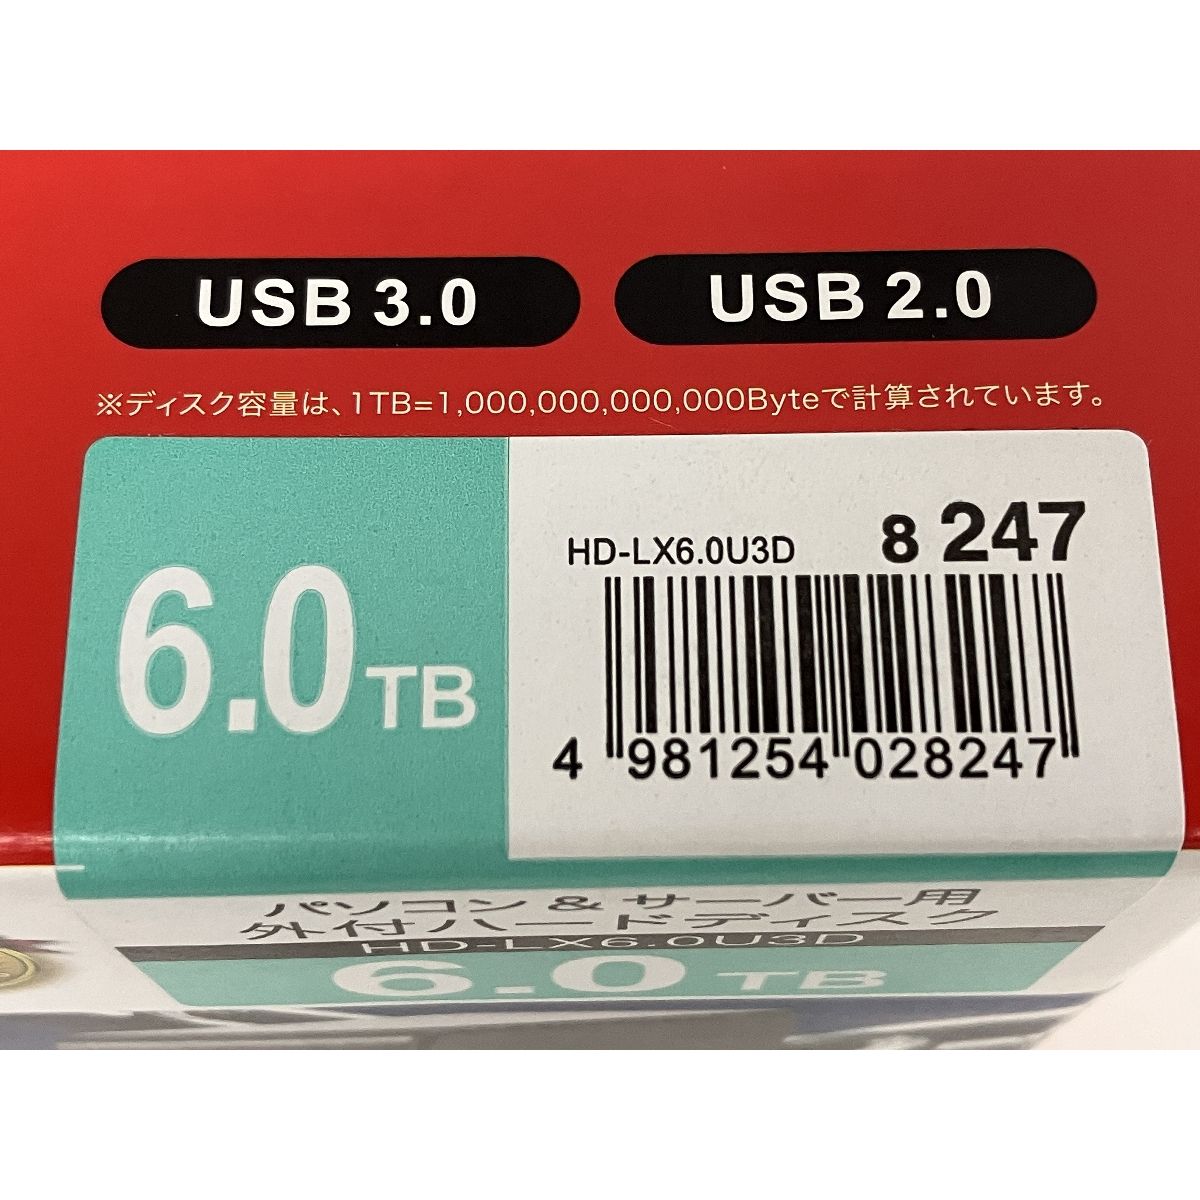 USB 3.0 USB 2.0
※ディスク容量は、1TB=1,000,000,000,000Byteで計算されています。
6.0TB
HD-LX6.0U3D 8 247
4 981254 028247
パソコン & サーバー用
外付ハードディスク
HD-LX6.0U3D
6.0 TB